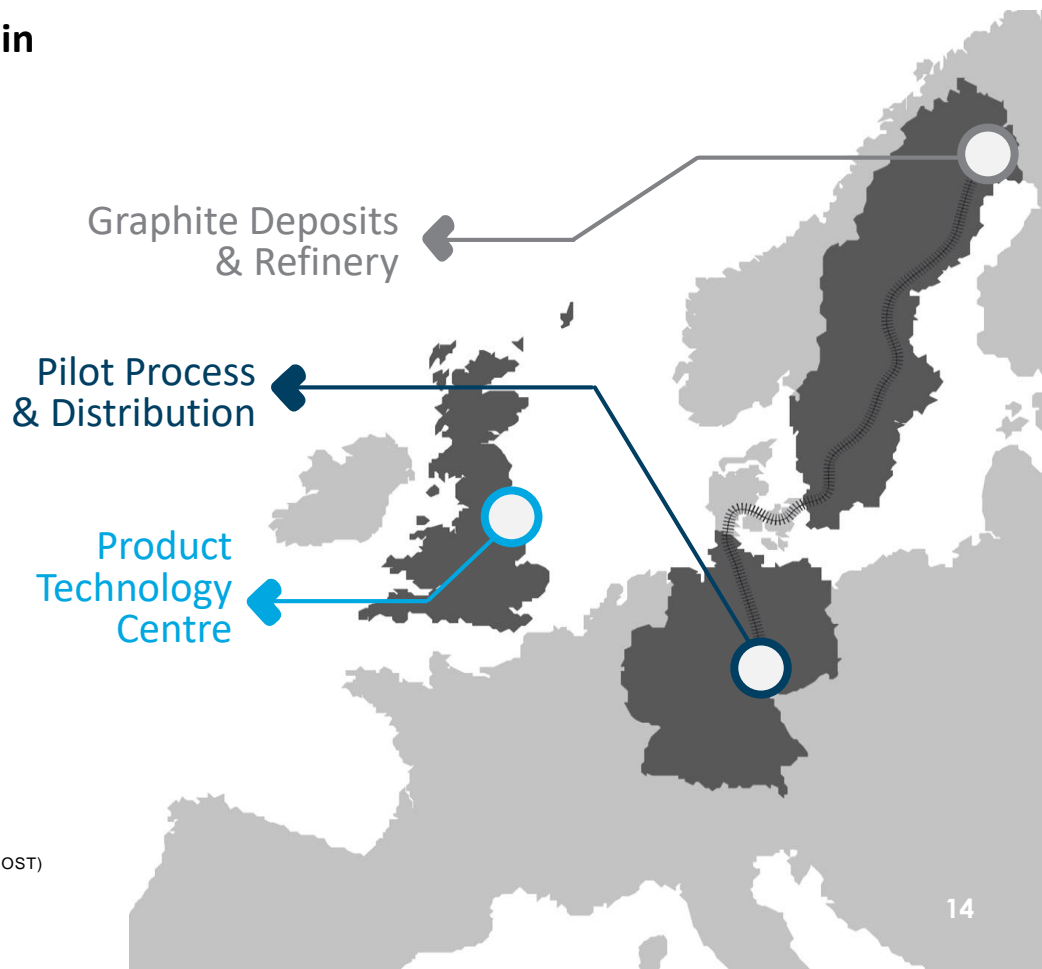 in
Graphite Deposits
& Refinery
Pilot Process
& Distribution
Product
Technology
Centre
OST)
14